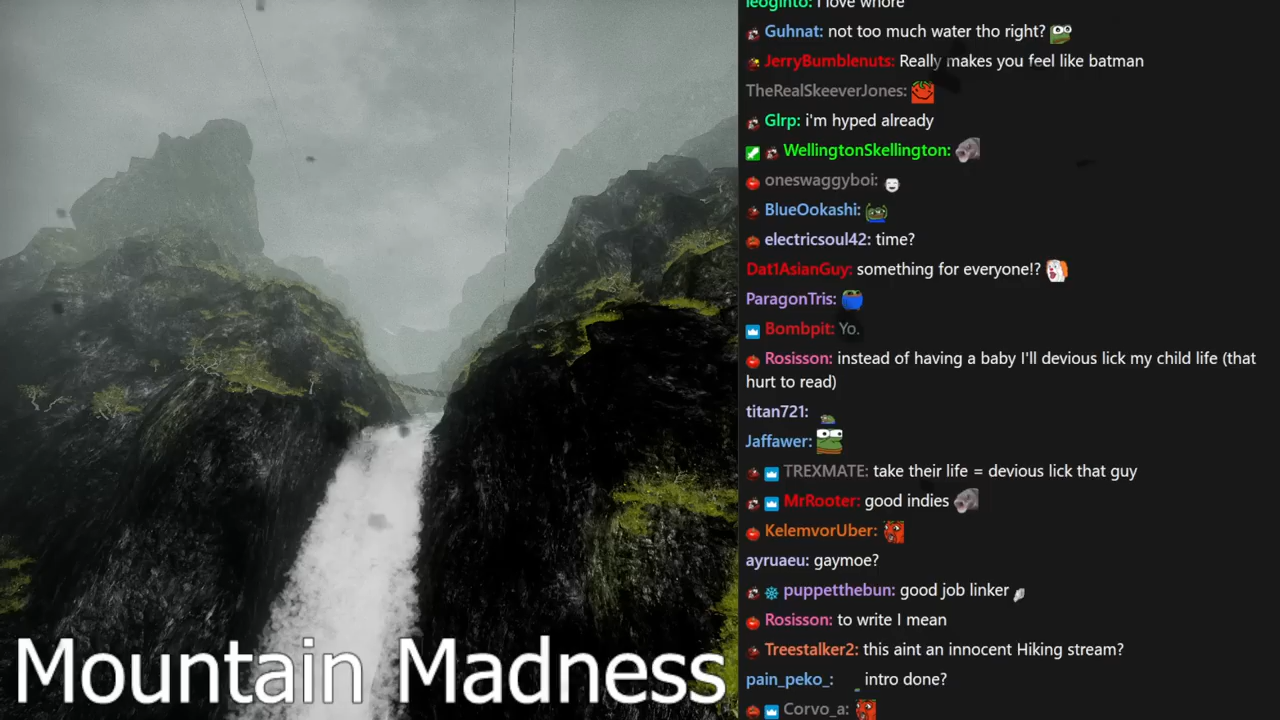 leoginto: I love whore
Guhnat: not too much water tho right?
JerryBumblenuts: Really makes you feel like batman
TheRealSkeeverJones:
Glrp: i'm hyped already
WellingtonSkellington:
oneswaggyboi:
BlueOokashi:
electricsoul42: time?
Dat1AsianGuy: something for everyone!?
ParagonTris:
Bombpit: Yo.
Rosisson: instead of having a baby I'll devious lick my child life (that
hurt to read)
titan721:
Jaffawer:
TREXMATE: take their life = devious lick that guy
MrRooter: good indies
KelemvorUber:
ayruaeu: gaymoe?
puppetthebun: good job linker
Rosisson: to write I mean
Treestalker2: this aint an innocent Hiking stream?
pain_peko_: intro done?
Corvo_a:
Mountain Madness